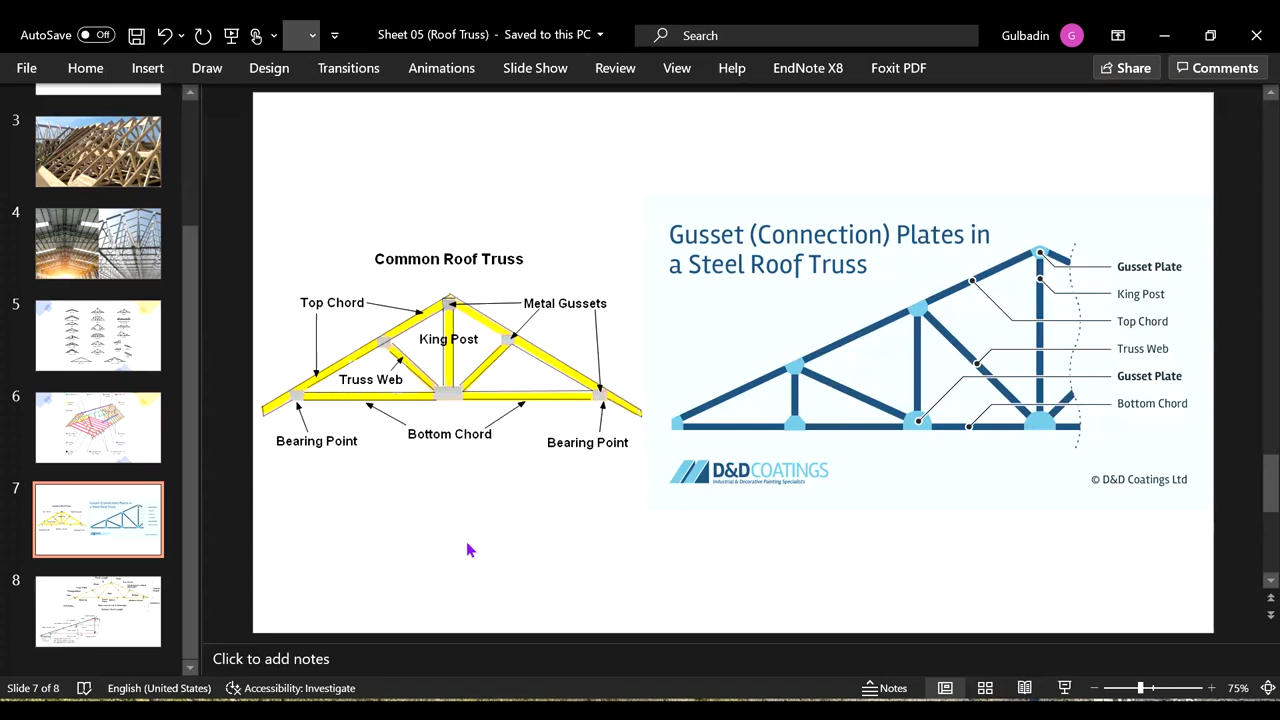 AutoSave Off Sheet 05 (Roof Truss) - Saved to this PC Search Gulbadin G
File Home Insert Draw Design Transitions Animations Slide Show Review View Help EndNote X8 Foxit PDF Share Comments
3
4
5
6
7
8
Common Roof Truss
Top Chord
Metal Gussets
King Post
Truss Web
Bottom Chord
Bearing Point
Bearing Point
Gusset (Connection) Plates in
a Steel Roof Truss
Gusset Plate
King Post
Top Chord
Truss Web
Gusset Plate
Bottom Chord
D&D COATINGS
Industrial & Decorative Painting Specialists
© D&D Coatings Ltd
Click to add notes
Slide 7 of 8 English (United States) Accessibility: Investigate Notes 75%